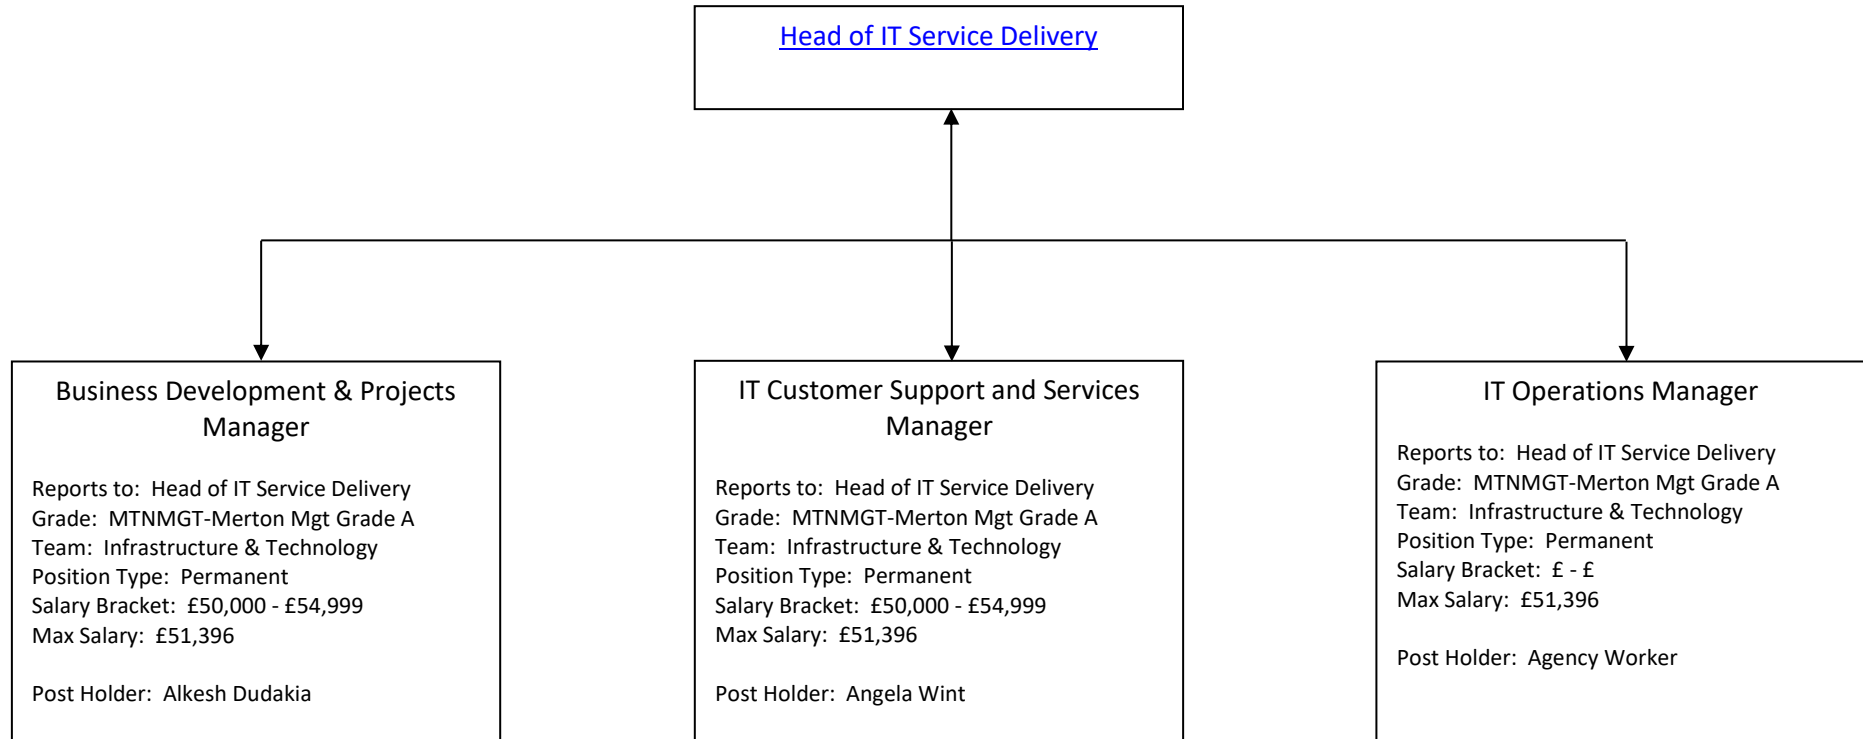 Head of IT Service Delivery
Business Development & Projects
Manager
Reports to: Head of IT Service Delivery
Grade: MTNMGT-Merton Mgt Grade A
Team: Infrastructure & Technology
Position Type: Permanent
Salary Bracket: £50,000 - £54,999
Max Salary: £51,396
Post Holder: Alkesh Dudakia
IT Customer Support and Services
Manager
Reports to: Head of IT Service Delivery
Grade: MTNMGT-Merton Mgt Grade A
Team: Infrastructure & Technology
Position Type: Permanent
Salary Bracket: £50,000 - £54,999
Max Salary: £51,396
Post Holder: Angela Wint
IT Operations Manager
Reports to: Head of IT Service Delivery
Grade: MTNMGT-Merton Mgt Grade A
Team: Infrastructure & Technology
Position Type: Permanent
Salary Bracket: £ - £
Max Salary: £51,396
Post Holder: Agency Worker